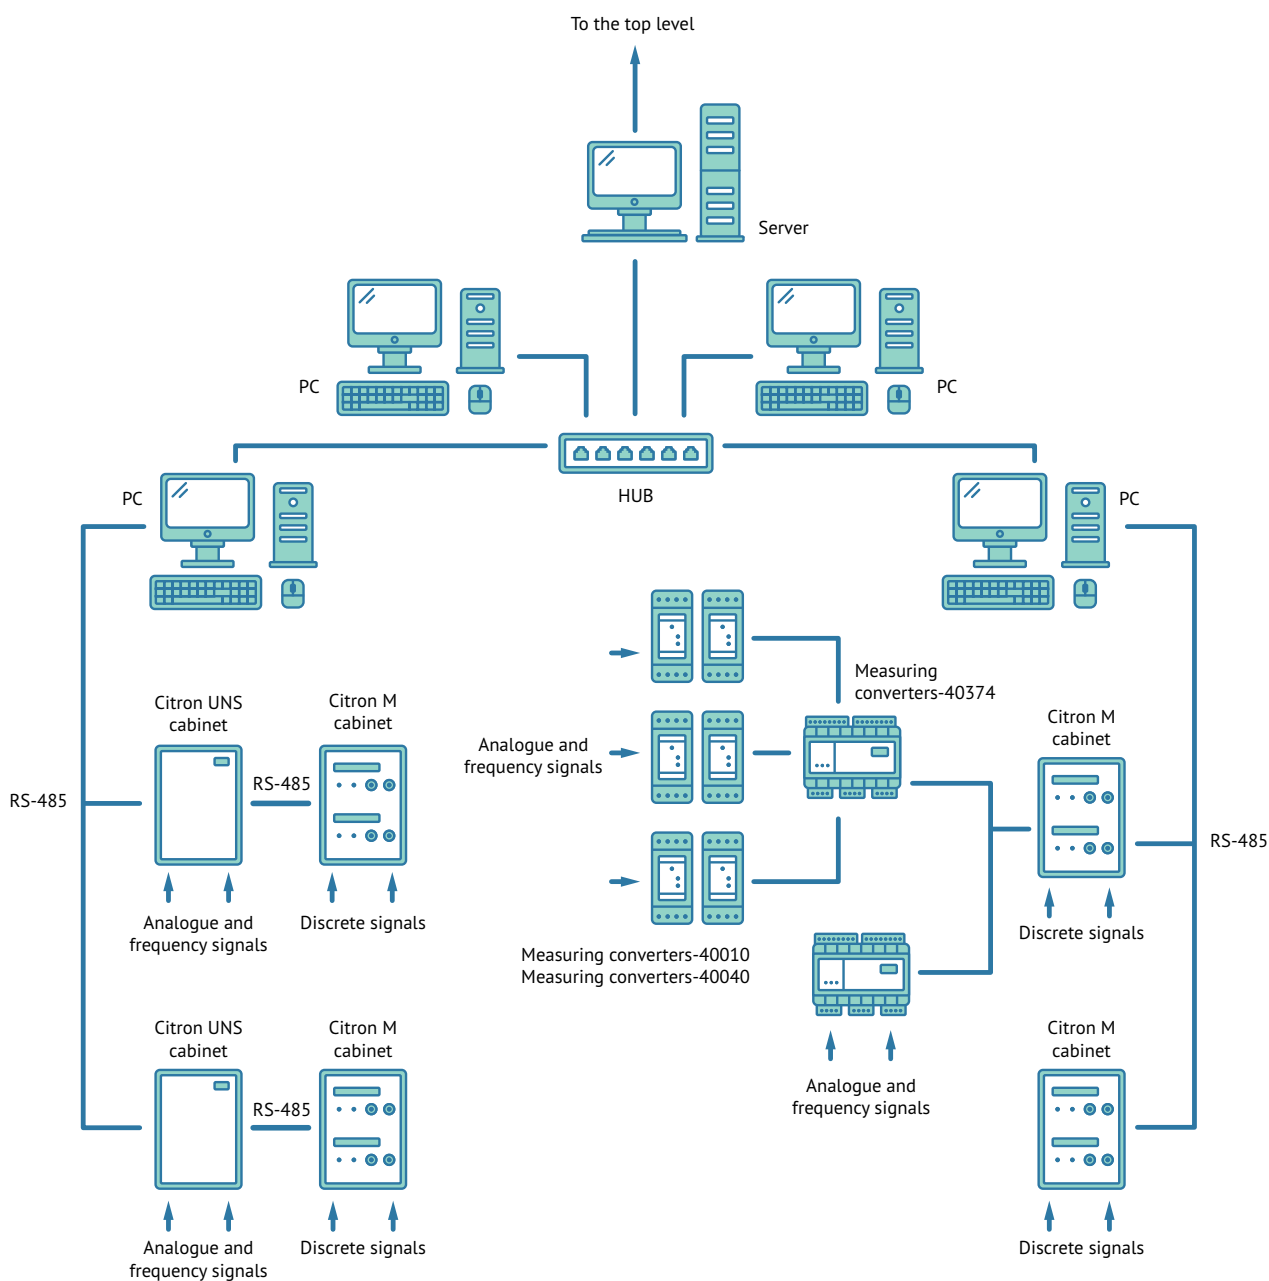 To the top level
Server
PC
PC
HUB
PC
PC
Measuring
converters-40374
Citron UNS
cabinet
Citron M
cabinet
Citron M
cabinet
Analogue and
frequency signals
RS-485
RS-485
RS-485
Analogue and
frequency signals
Discrete signals
Discrete signals
Measuring converters-40010
Measuring converters-40040
Citron UNS
cabinet
Citron M
cabinet
Citron M
cabinet
Analogue and
frequency signals
RS-485
Analogue and
frequency signals
Discrete signals
Discrete signals